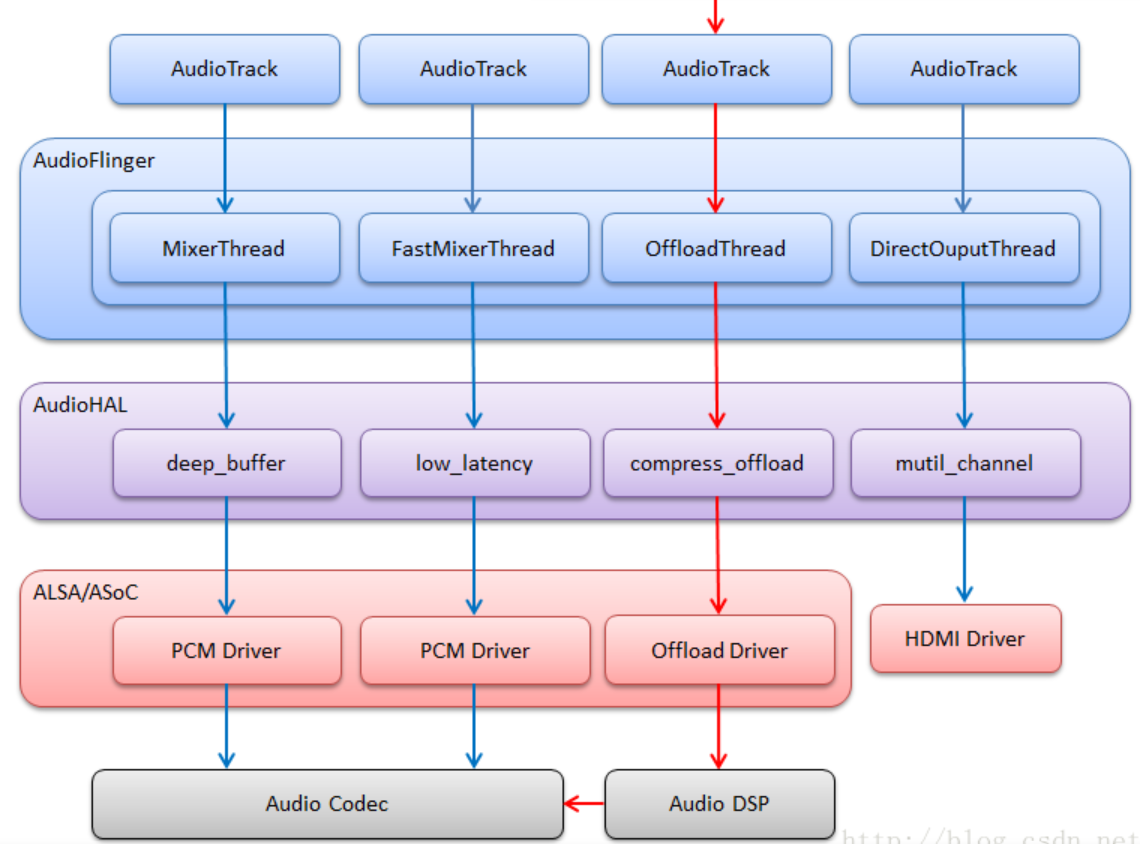 AudioTrack
AudioTrack
AudioTrack
AudioTrack
AudioFlinger
MixerThread
FastMixerThread
OffloadThread
DirectOuputThread
AudioHAL
deep_buffer
low_latency
compress_offload
mutil_channel
ALSA/ASoC
PCM Driver
PCM Driver
Offload Driver
HDMI Driver
Audio Codec
Audio DSP
http://blog.csdn.net